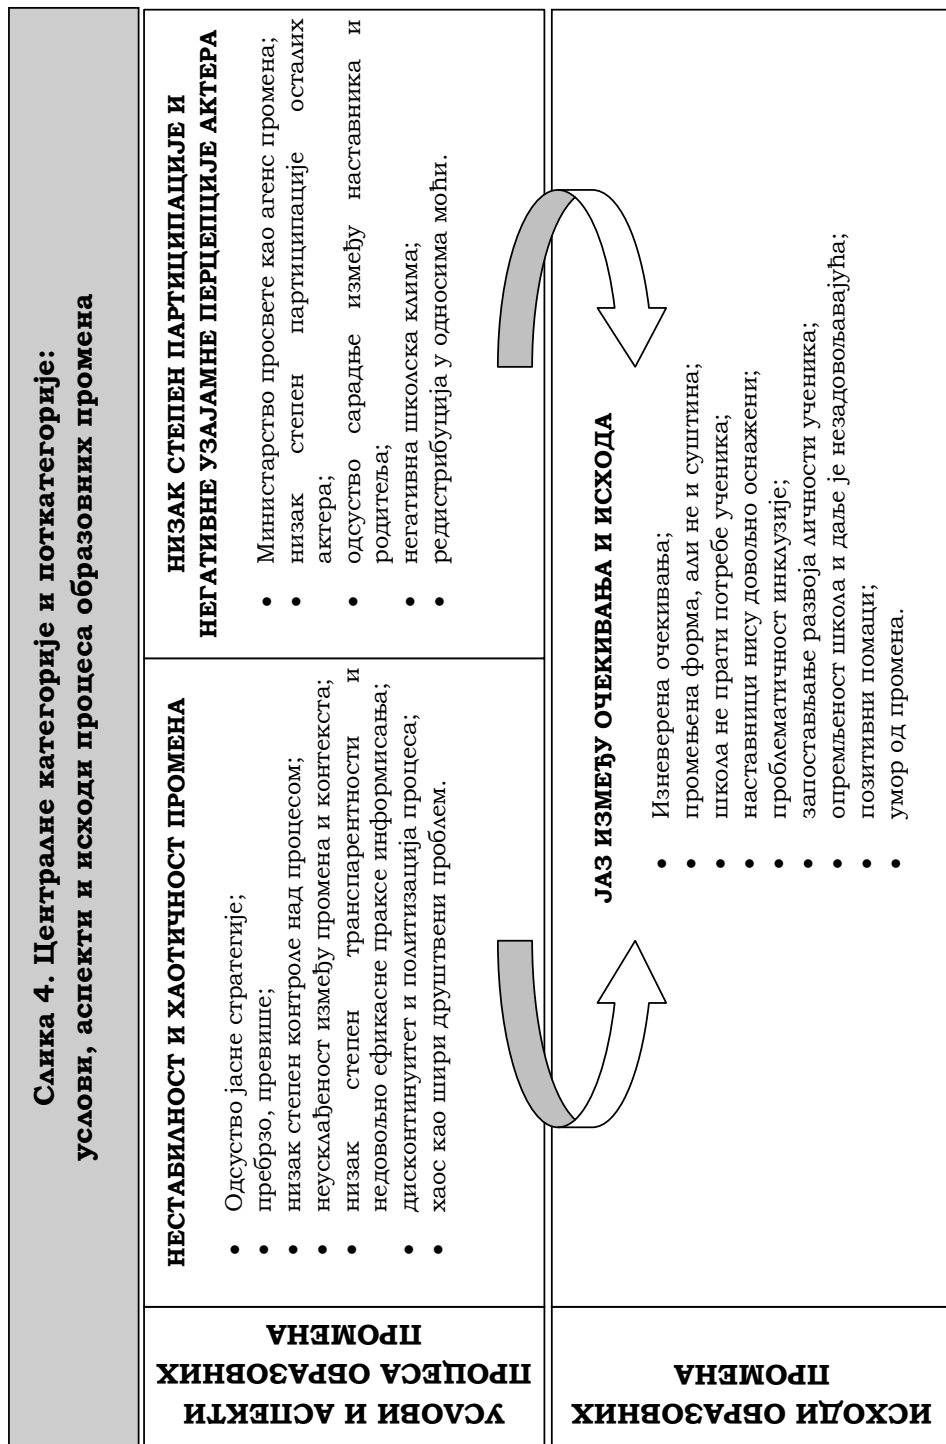 Слика 4. Централне категорије и поткатегорије:
услови, аспекти и исходи процеса образовних промена
УСЛОВИ И АСПЕКТИ
ПРОЦЕСА ОБРАЗОВНИХ
ПРОМЕНА
НЕСТАБИЛНОСТ И ХАОТИЧНОСТ ПРОМЕНА
• Одсуство јасне стратегије;
• пребрзо, превише;
• низак степен контроле над процесом;
• неусклађеност између промена и контекста;
• низак степен транспарентности и
недовољно ефикасне праксе информисања;
• дисконтинуитет и политизација процеса;
• хаос као шири друштвени проблем.
НИЗАК СТЕПЕН ПАРТИЦИПАЦИЈЕ И
НЕГАТИВНЕ УЗАЈАМНЕ ПЕРЦЕПЦИЈЕ АКТЕРА
• Министарство просвете као агенс промена;
• низак степен партиципације осталих
актера;
• одсуство сарадње између наставника и
родитеља;
• негативна школска клима;
• редистрибуција у односима моћи.
ИСХОДИ ОБРАЗОВНИХ
ПРОМЕНА
ЈАЗ ИЗМЕЂУ ОЧЕКИВАЊА И ИСХОДА
• Изневерена очекивања;
• промењена форма, али не и суштина;
• школа не прати потребе ученика;
• наставници нису довољно оснажени;
• проблематичност инклузије;
• запостављање развоја личности ученика;
• опремљеност школа и даље је незадовољавајућа;
• позитивни помаци;
• умор од промена.